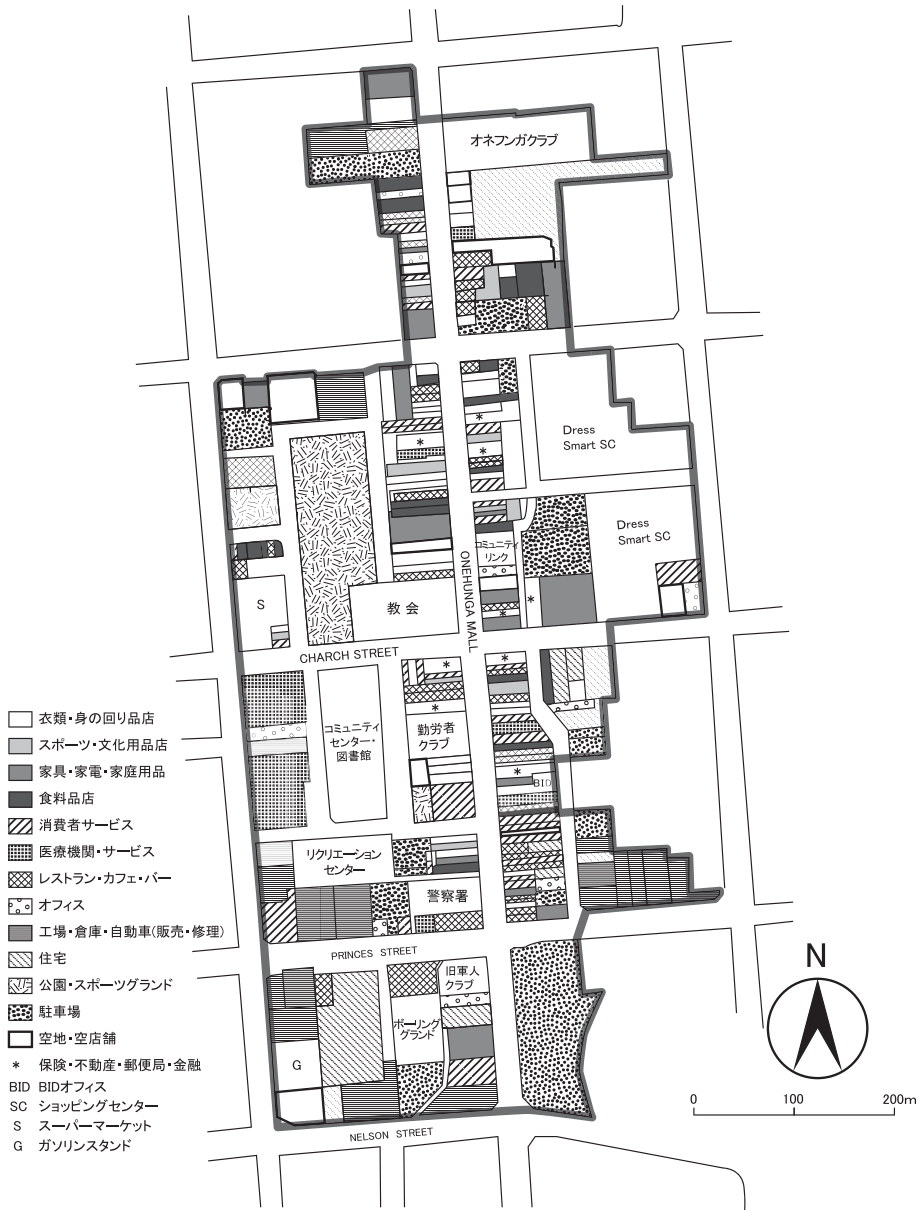 オネフンガクラブ
Dress
Smart SC
*
*
*
Dress
Smart SC
コミュニティ
リンク
ONEHUNGA MALL
S
教 会
*
*
CHARCH STREET
*
*
*
コミュニティ
センター・
図書館
勤労者
クラブ
*
BID
リクリエーション
センター
警察署
PRINCES STREET
旧軍人
クラブ
ボーリング
グランド
G
NELSON STREET
衣類・身の回り品店
スポーツ・文化用品店
家具・家電・家庭用品
食料品店
消費者サービス
医療機関・サービス
レストラン・カフェ・バー
オフィス
工場・倉庫・自動車(販売・修理)
住宅
公園・スポーツグランド
駐車場
空地・空店舗
* 保険・不動産・郵便局・金融
BID BIDオフィス
SC ショッピングセンター
S スーパーマーケット
G ガソリンスタンド
N
0 100 200m